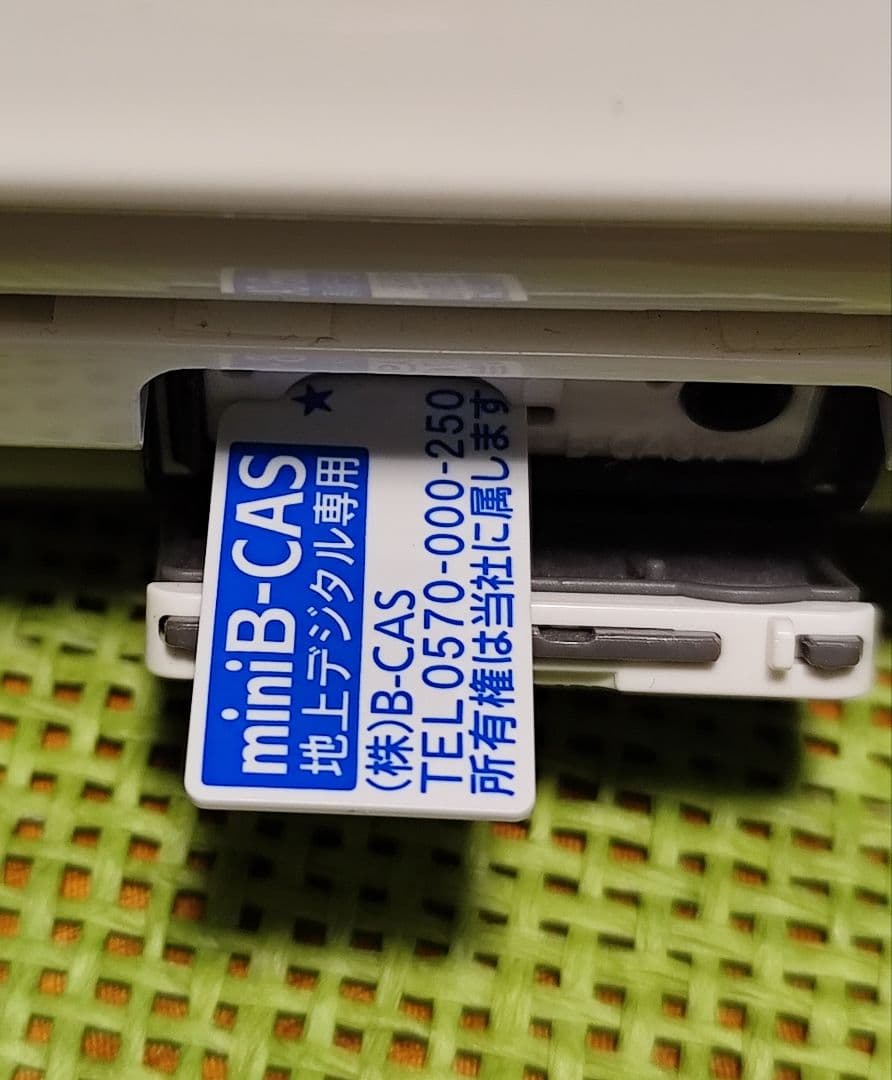 ★
miniB-CAS
地上デジタル専用
(株)B-CAS
TEL 0570-000-250
所有権は当社に属します